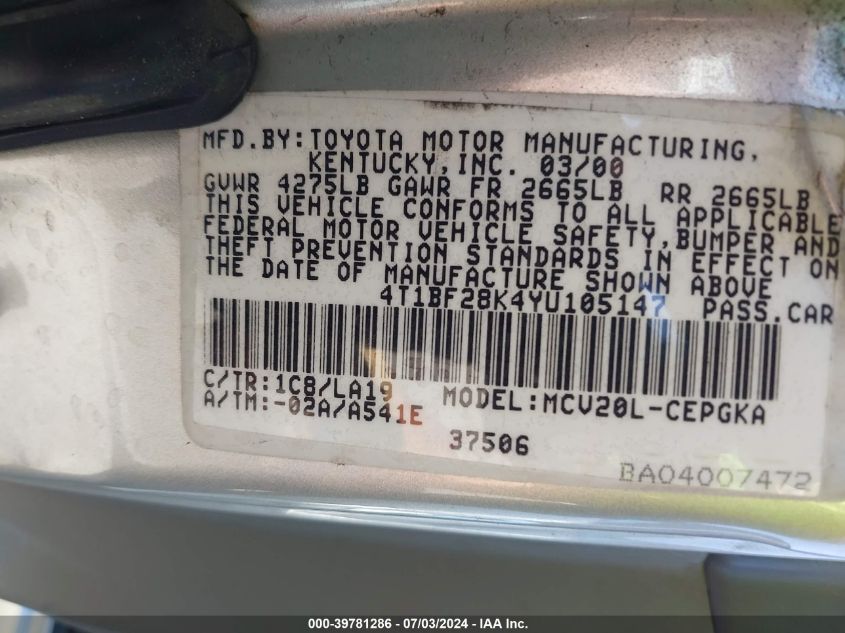 MFD.BY:TOYOTA MOTOR MANUFACTURING,
KENTUCKY,INC. 03/00
GVWR 4275LB GAWR FR 2665LB RR 2665LB
THIS VEHICLE CONFORMS TO ALL APPLICABLE
FEDERAL MOTOR VEHICLE SAFETY,BUMPER AND
THEFT PREVENTION STANDARDS IN EFFECT ON
THE DATE OF MANUFACTURE SHOWN ABOVE
4T1BF28K4YU105147 PASS.CAR
C/TR:1C8/LA19 MODEL:MCV20L-CEPGKA
A/TM:-02A/A541E
37506
BA04007472
000-39781286 - 07/03/2024 - IAA Inc.